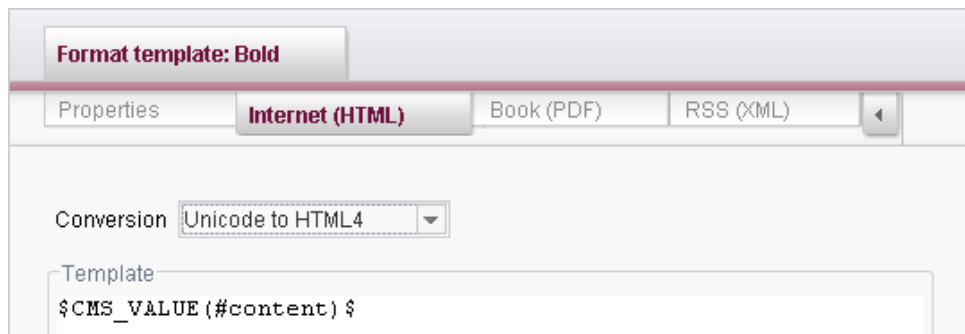 Format template: Bold
Properties Internet (HTML) Book (PDF) RSS (XML)
Conversion Unicode to HTML4
Template
$CMS_VALUE(#content)$